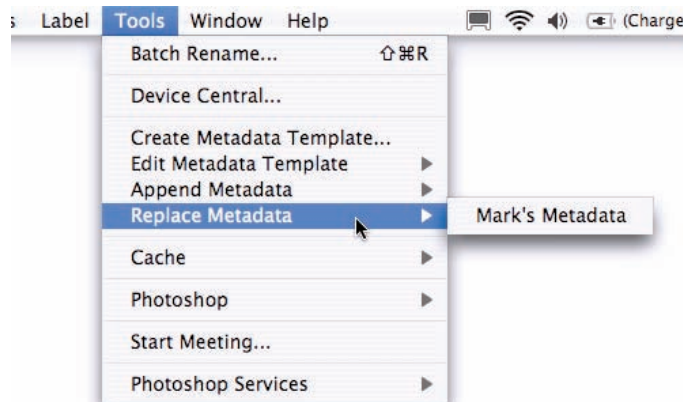 s Label Tools Window Help (Charge
Batch Rename... ⇧⌘R
Device Central...
Create Metadata Template...
Edit Metadata Template
Append Metadata
Replace Metadata Mark's Metadata
Cache
Photoshop
Start Meeting...
Photoshop Services